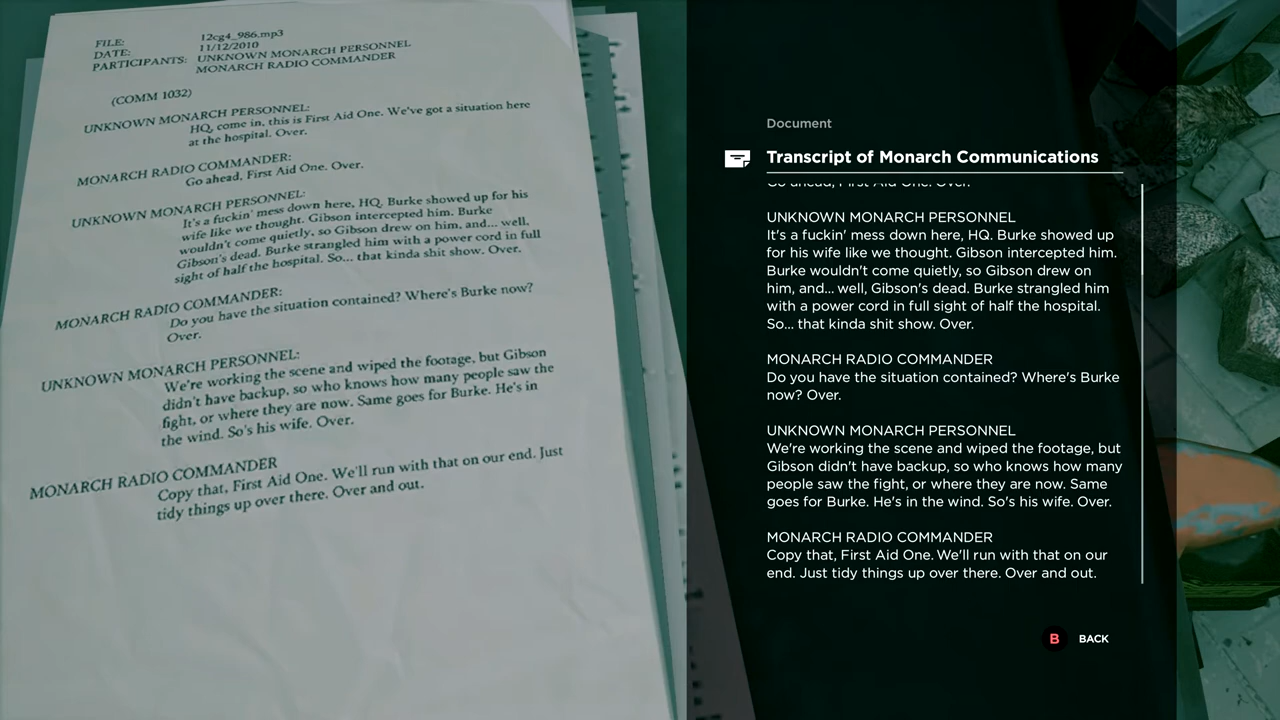 FILE: 12cg4_986.mp3
DATE: 11/12/2010
PARTICIPANTS: UNKNOWN MONARCH PERSONNEL
MONARCH RADIO COMMANDER
(COMM 1032)
UNKNOWN MONARCH PERSONNEL:
HQ, come in, this is First Aid One. We've got a situation here
at the hospital. Over.
MONARCH RADIO COMMANDER:
Go ahead, First Aid One. Over.
UNKNOWN MONARCH PERSONNEL:
It's a fuckin' mess down here, HQ. Burke showed up for his
wife like we thought. Gibson intercepted him. Burke
wouldn't come quietly, so Gibson drew on him, and... well,
Gibson's dead. Burke strangled him with a power cord in full
sight of half the hospital. So... that kinda shit show. Over.
MONARCH RADIO COMMANDER:
Do you have the situation contained? Where's Burke now?
Over.
UNKNOWN MONARCH PERSONNEL:
We're working the scene and wiped the footage, but Gibson
didn't have backup, so who knows how many people saw the
fight, or where they are now. Same goes for Burke. He's in
the wind. So's his wife. Over.
MONARCH RADIO COMMANDER
Copy that, First Aid One. We'll run with that on our end. Just
tidy things up over there. Over and out.
Document
Transcript of Monarch Communications
Go ahead, First Aid One. Over.
UNKNOWN MONARCH PERSONNEL
It's a fuckin' mess down here, HQ. Burke showed up
for his wife like we thought. Gibson intercepted him.
Burke wouldn't come quietly, so Gibson drew on
him, and... well, Gibson's dead. Burke strangled him
with a power cord in full sight of half the hospital.
So... that kinda shit show. Over.
MONARCH RADIO COMMANDER
Do you have the situation contained? Where's Burke
now? Over.
UNKNOWN MONARCH PERSONNEL
We're working the scene and wiped the footage, but
Gibson didn't have backup, so who knows how many
people saw the fight, or where they are now. Same
goes for Burke. He's in the wind. So's his wife. Over.
MONARCH RADIO COMMANDER
Copy that, First Aid One. We'll run with that on our
end. Just tidy things up over there. Over and out.
B BACK